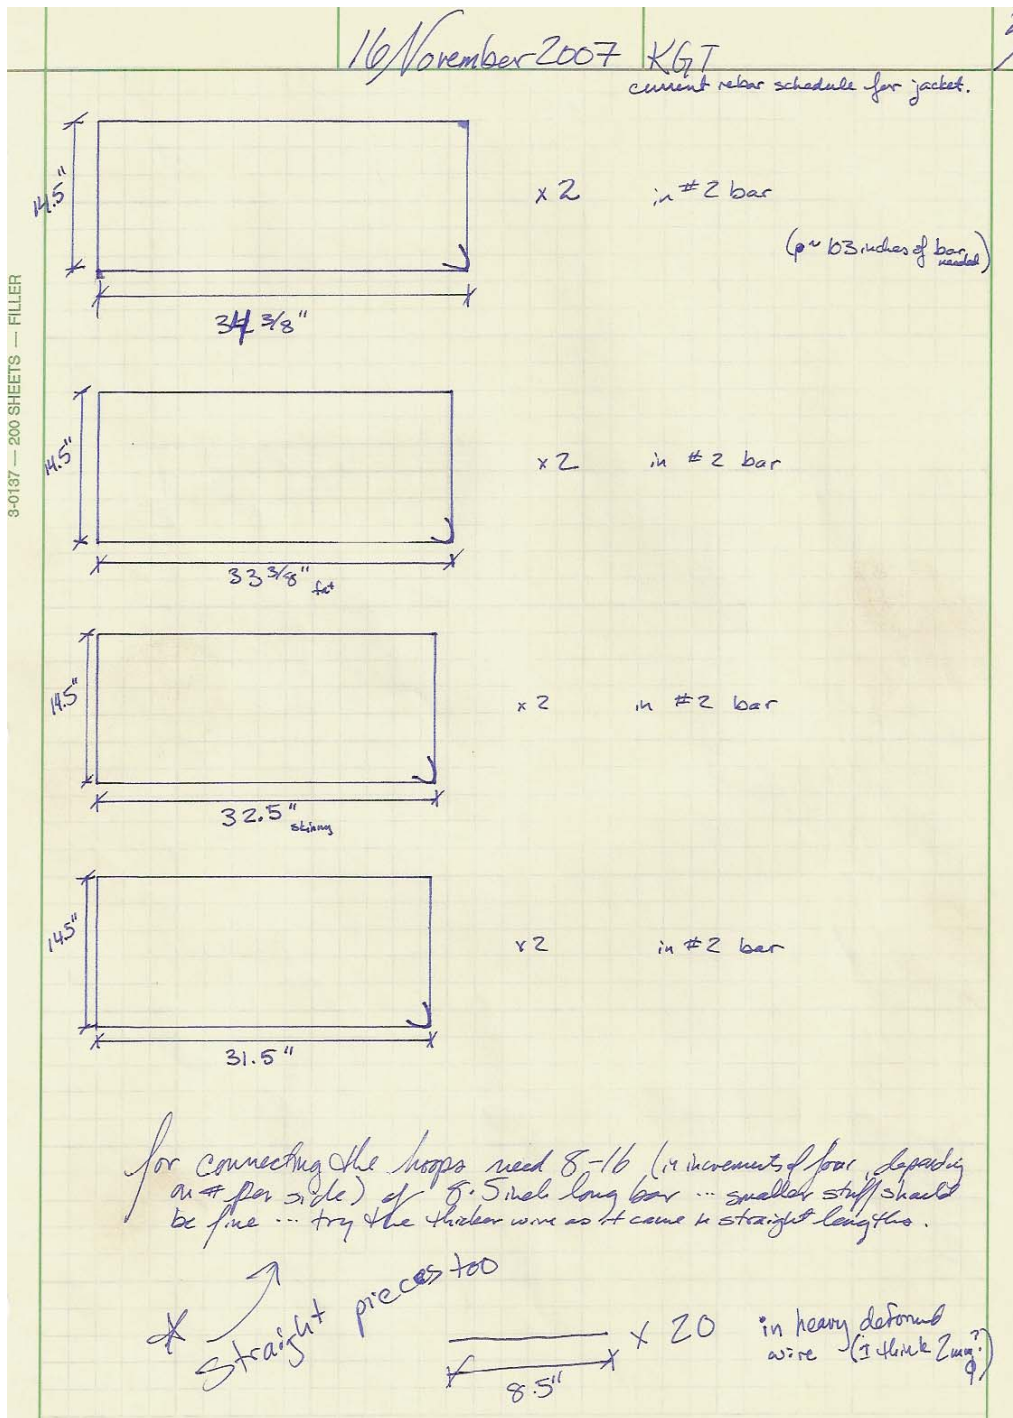 16 November 2007 KGT
current rebar schedule for jacket.
14.5"
x 2 in #2 bar
103 inches of bar needed)
34 3/8"
14.5"
x 2 in #2 bar
33 3/8" fat
14.5"
x 2 in #2 bar
32.5" skinny
14.5"
x 2 in #2 bar
31.5"
for connecting the hoops need 8-16 (in increments of four, depending
on # per side) of 8.5 inch long bar ... smaller stuff should
be fine ... try the thicker wire as it came in straight lengths.
* straight pieces too
x 20 in heavy deformed
wire (I think 2mm? φ)
8.5"
3-0137 — 200 SHEETS — FILLER